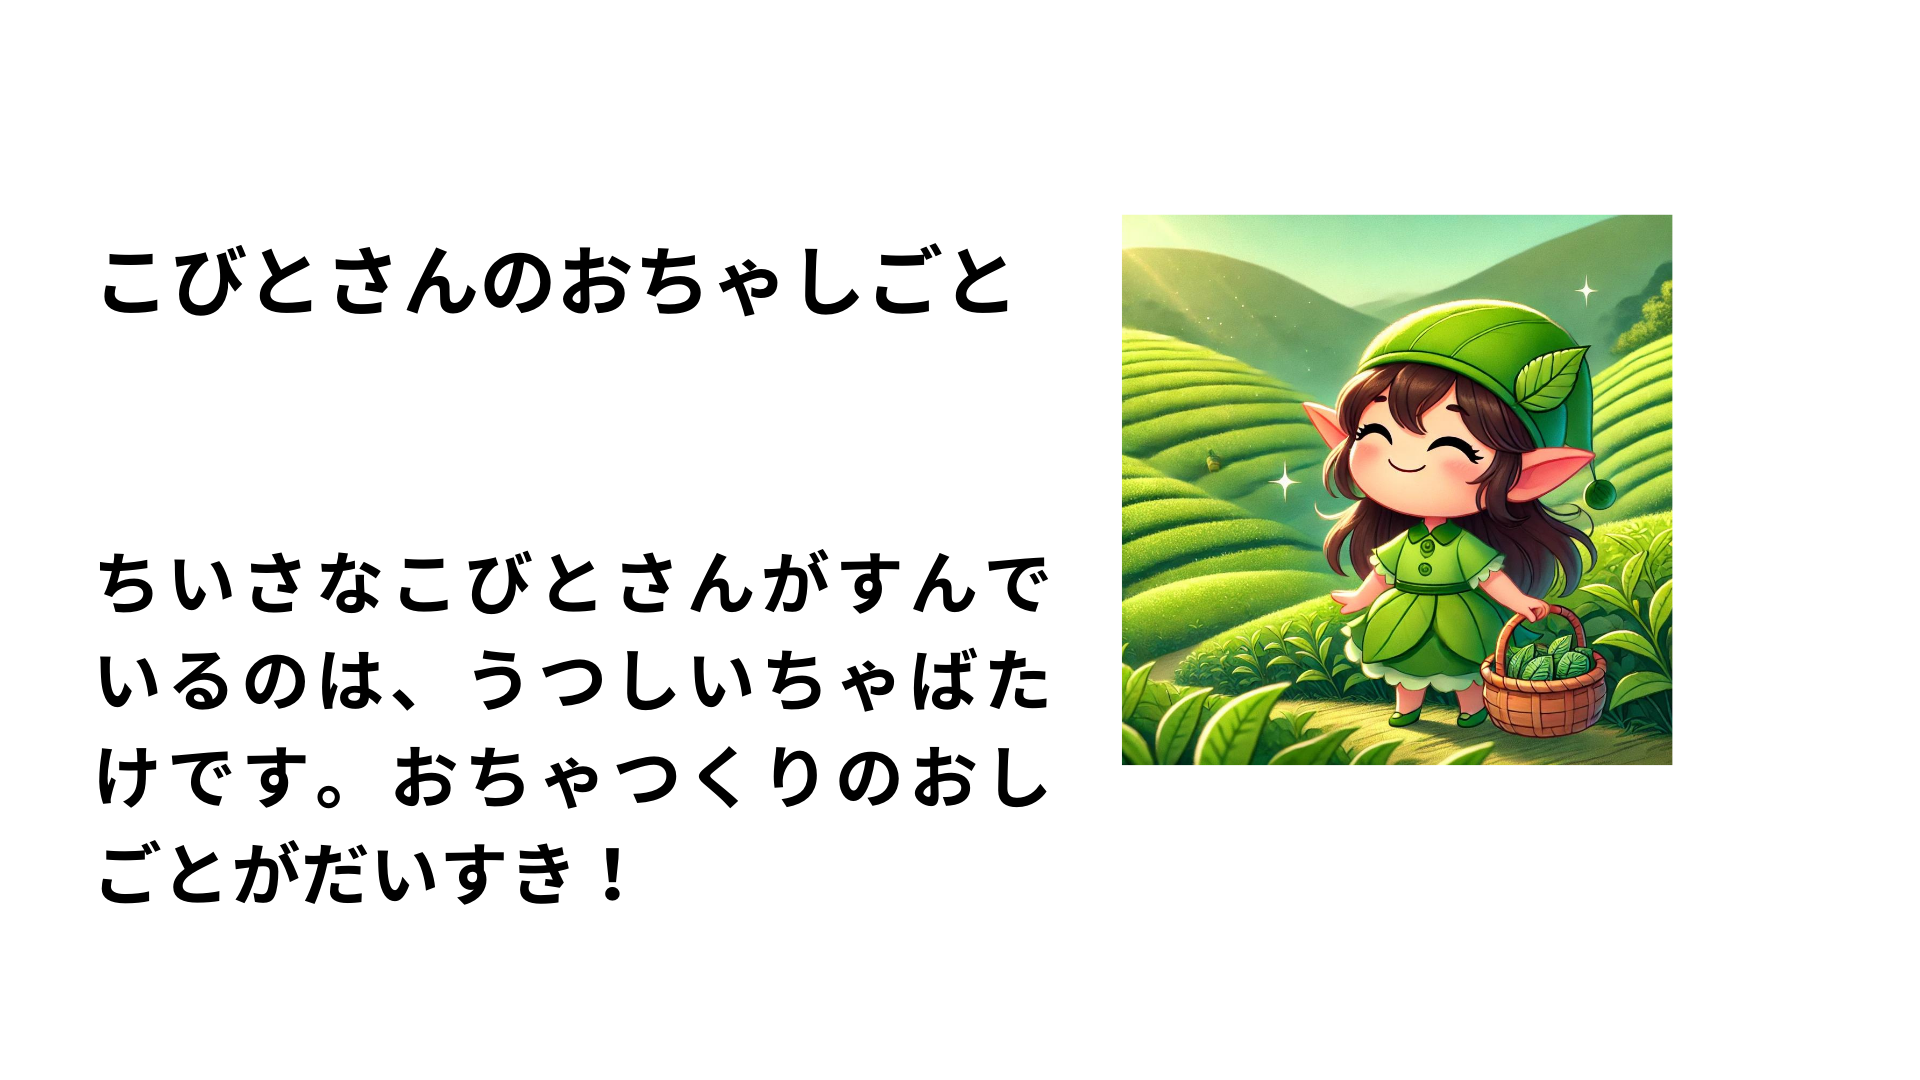 こびとさんのおちゃしごと
ちいさなこびとさんがすんで
いるのは、うつしいちゃばた
けです。おちゃつくりのおし
ごとがだいすき！